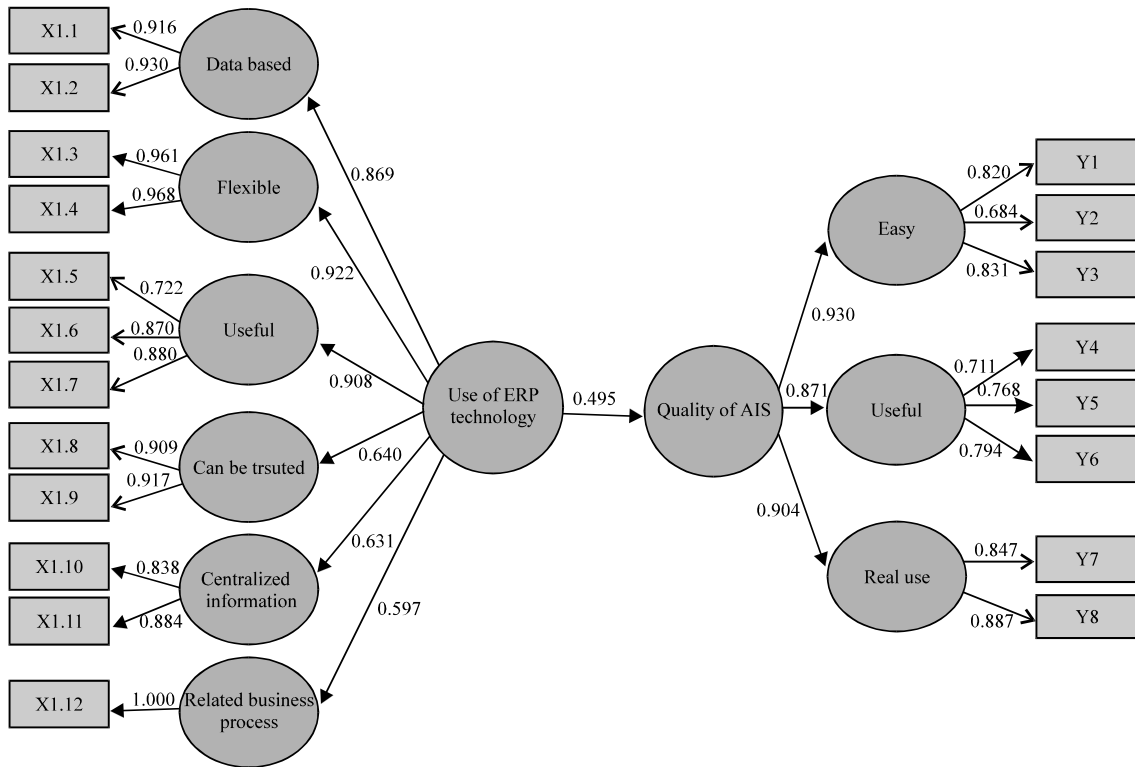 X1.1
0.916
X1.2
0.930
Data based
X1.3
0.961
X1.4
0.968
Flexible
X1.5
0.722
X1.6
0.870
X1.7
0.880
Useful
X1.8
0.909
X1.9
0.917
Can be trsuted
X1.10
0.838
X1.11
0.884
Centralized
information
X1.12
1.000
Related business
process
0.869
0.922
0.908
0.640
0.631
0.597
Use of ERP
technology
0.495
Quality of AIS
0.930
0.871
0.904
Easy
0.820
Y1
0.684
Y2
0.831
Y3
Useful
0.711
Y4
0.768
Y5
0.794
Y6
Real use
0.847
Y7
0.887
Y8